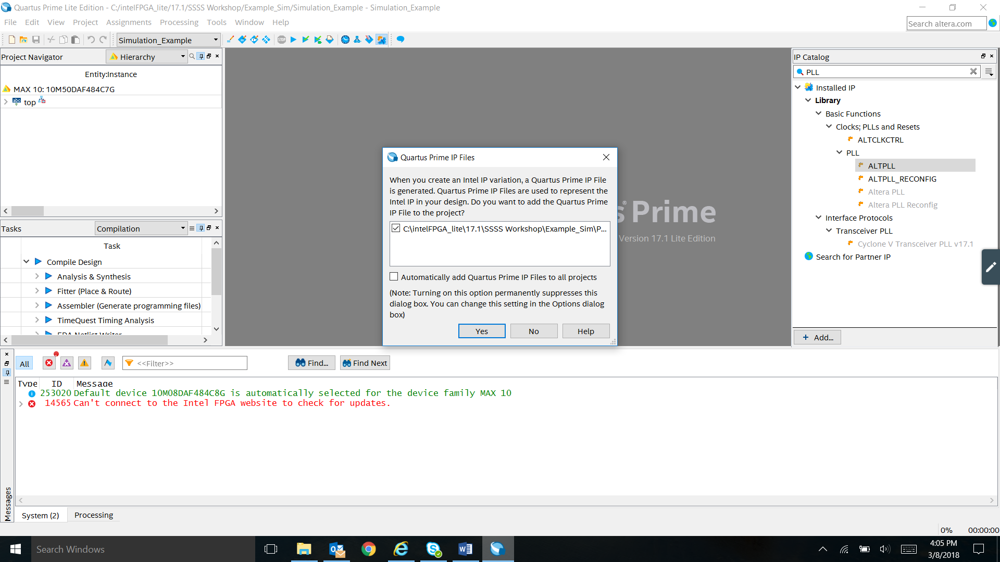 Quartus Prime Lite Edition - C:/intelFPGA_lite/17.1/SSSS Workshop/Example_Sim/Simulation_Example - Simulation_Example
File Edit View Project Assignments Processing Tools Window Help
Search altera.com
STOP
Simulation_Example
Project Navigator
Hierarchy
Entity:Instance
MAX 10: 10M50DAF484C7G
abc
top
Tasks
Compilation
Task
Compile Design
Analysis & Synthesis
Fitter (Place & Route)
Assembler (Generate programming files)
TimeQuest Timing Analysis
EDA Netlist Writer
s® Prime
Version 17.1 Lite Edition
Quartus Prime IP Files
When you create an Intel IP variation, a Quartus Prime IP File
is generated. Quartus Prime IP Files are used to represent the
Intel IP in your design. Do you want to add the Quartus Prime
IP File to the project?
C:\intelFPGA_lite\17.1\SSSS Workshop\Example_Sim\P...
Automatically add Quartus Prime IP Files to all projects
(Note: Turning on this option permanently suppresses this
dialog box. You can change this setting in the Options dialog
box)
Yes No Help
IP Catalog
PLL
Installed IP
Library
Basic Functions
Clocks; PLLs and Resets
ALTCLKCTRL
PLL
ALTPLL
ALTPLL_RECONFIG
Altera PLL
Altera PLL Reconfig
Interface Protocols
Transceiver PLL
Cyclone V Transceiver PLL v17.1
Search for Partner IP
+ Add...
All
<<Filter>>
Find...
Find Next
Type ID Message
253020 Default device 10M08DAF484C8G is automatically selected for the device family MAX 10
14565 Can't connect to the Intel FPGA website to check for updates.
Messages
System (2) Processing
0% 00:00:00
Search Windows
4:05 PM
3/8/2018